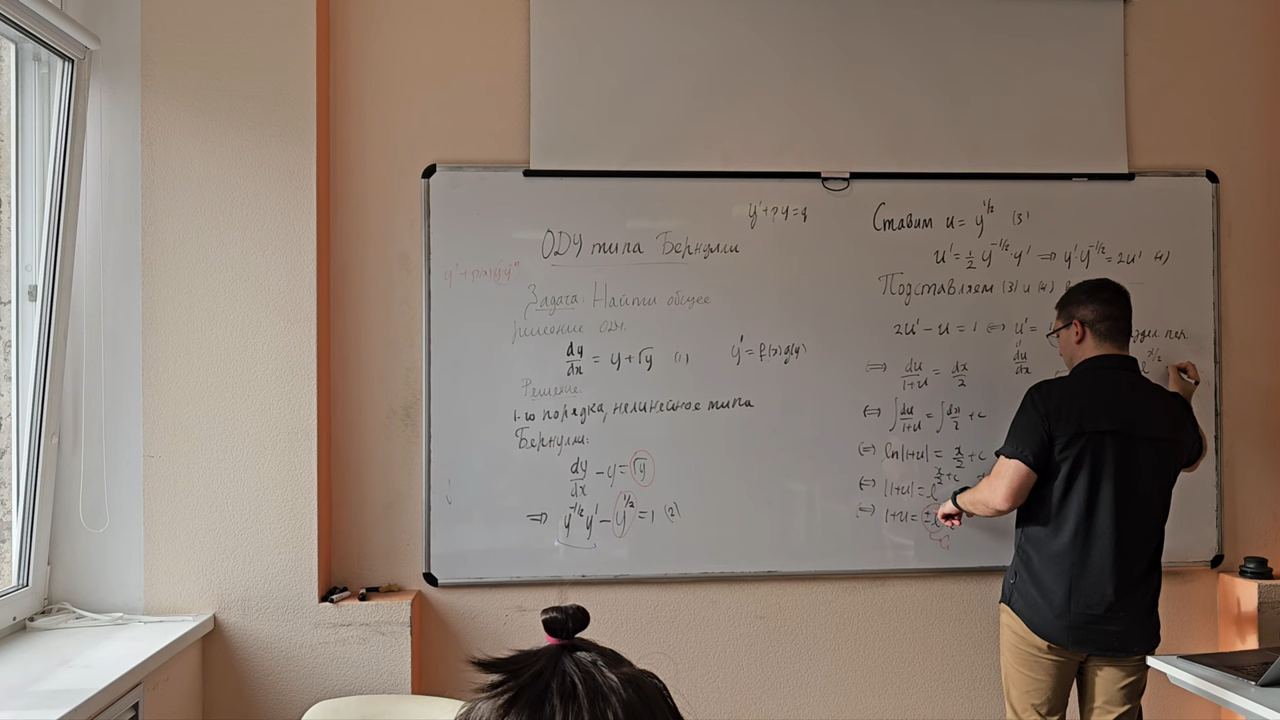 y' + py = q
ОДУ типа Бернулли
Задача: Найти общее
решение ОДУ.
dy/dx = y + √y (1)
y' = f(x)g(y)
Решение:
1-го порядка, нелинейное типа
Бернулли:
dy/dx - y = √y
⇒ y^{-1/2} y' - y^{1/2} = 1 (2)
Ставим u = y^{1/2} (3)
u' = 1/2 y^{-1/2} · y' ⇒ y' · y^{-1/2} = 2u' (4)
Подставляем (3) и (4)
2u' - u = 1 ⇔ u' =
du/dx
⇔ du/(1+u) = dx/2
⇔ ∫ du/(1+u) = ∫ dx/2 + c
⇔ ln|1+u| = x/2 + c
⇔ |1+u| = e^{x/2 + c}
⇔ 1+u = ±
e^{x/2}